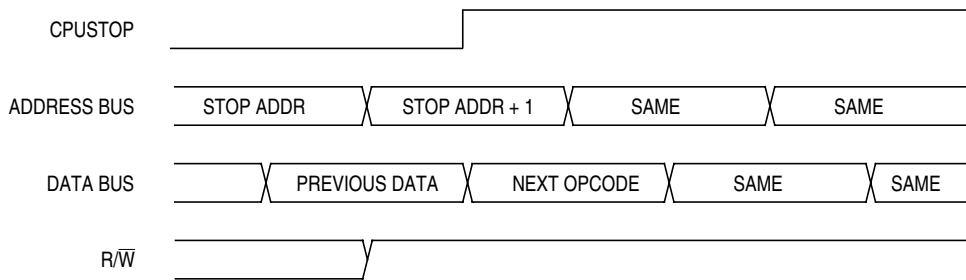 CPUSTOP
ADDRESS BUS STOP ADDR STOP ADDR + 1 SAME SAME
DATA BUS PREVIOUS DATA NEXT OPCODE SAME SAME
R/W̅